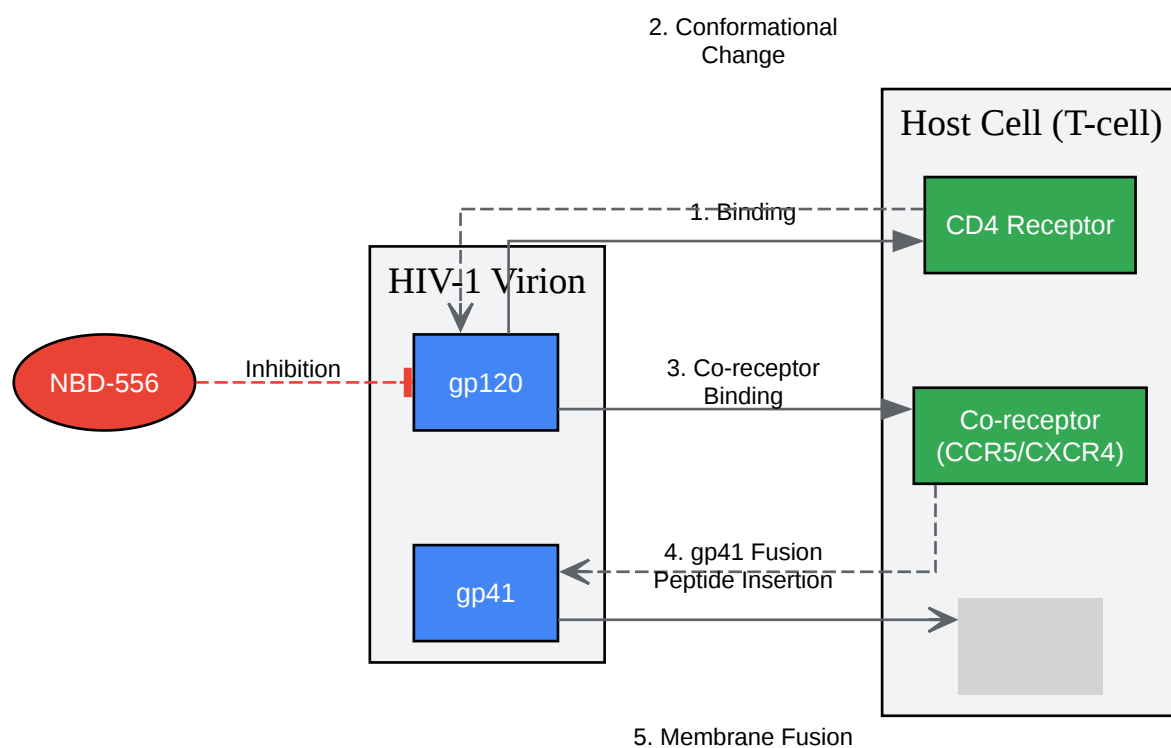 2. Conformational
Change
Host Cell (T-cell)
1. Binding
CD4 Receptor
HIV-1 Virion
NBD-556
Inhibition
gp120
3. Co-receptor
Binding
Co-receptor
(CCR5/CXCR4)
4. gp41 Fusion
Peptide Insertion
gp41
5. Membrane Fusion